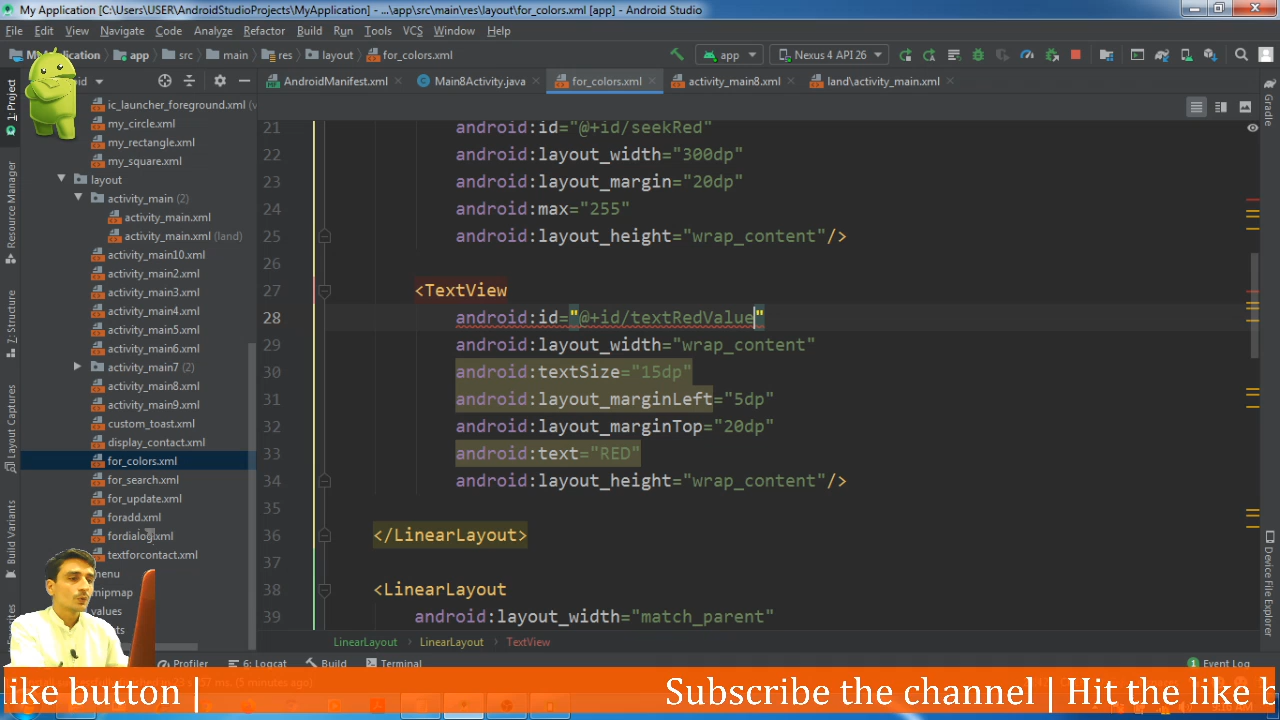 My Application [C:\Users\USER\AndroidStudioProjects\MyApplication] - ...\app\src\main\res\layout\for_colors.xml [app] - Android Studio
File Edit View Navigate Code Analyze Refactor Build Run Tools VCS Window Help
My Application app src main res layout for_colors.xml app Nexus 4 API 26
AndroidManifest.xml Main8Activity.java for_colors.xml activity_main8.xml land\activity_main.xml
1: Project
Resource Manager
7: Structure
Layout Captures
Build Variants
ic_launcher_foreground.xml (v
my_circle.xml
my_rectangle.xml
my_square.xml
layout
activity_main (2)
activity_main.xml
activity_main.xml (land)
activity_main10.xml
activity_main2.xml
activity_main3.xml
activity_main4.xml
activity_main5.xml
activity_main6.xml
activity_main7 (2)
activity_main8.xml
activity_main9.xml
custom_toast.xml
display_contact.xml
for_colors.xml
for_search.xml
for_update.xml
foradd.xml
fordialog.xml
textforcontact.xml
menu
mipmap
values
21 android:id="@+id/seekRed"
22 android:layout_width="300dp"
23 android:layout_margin="20dp"
24 android:max="255"
25 android:layout_height="wrap_content"/>
26
27 <TextView
28 android:id="@+id/textRedValue"
29 android:layout_width="wrap_content"
30 android:textSize="15dp"
31 android:layout_marginLeft="5dp"
32 android:layout_marginTop="20dp"
33 android:text="RED"
34 android:layout_height="wrap_content"/>
35
36 </LinearLayout>
37
38 <LinearLayout
39 android:layout_width="match_parent"
LinearLayout LinearLayout TextView
Gradle
Device File Explorer
Profiler 6: Logcat Build Terminal 1 Event Log
ike button | Subscribe the channel | Hit the like b